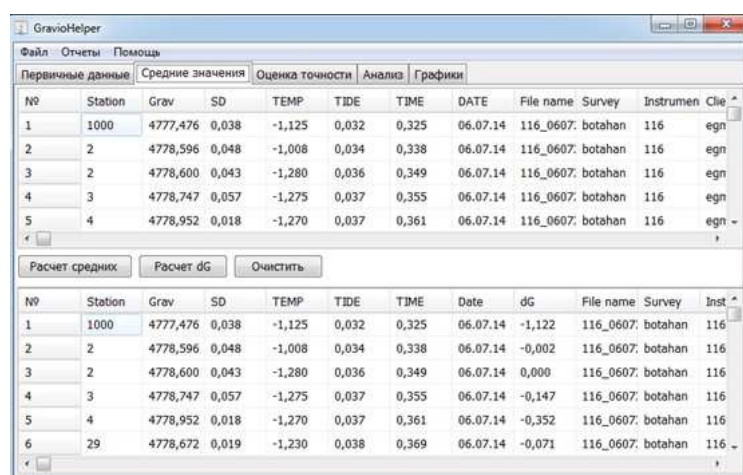 GravioHelper
Файл Отчеты Помощь
Первичные данные Средние значения Оценка точности Анализ Графики
№ Station Grav SD TEMP TIDE TIME DATE File name Survey Instrumen Clie
1 1000 4777,476 0,038 -1,125 0,032 0,325 06.07.14 116_0607: botahan 116 egn
2 2 4778,596 0,048 -1,008 0,034 0,338 06.07.14 116_0607: botahan 116 egn
3 2 4778,600 0,043 -1,280 0,036 0,349 06.07.14 116_0607: botahan 116 egn
4 3 4778,747 0,057 -1,275 0,037 0,355 06.07.14 116_0607: botahan 116 egn
5 4 4778,952 0,018 -1,270 0,037 0,361 06.07.14 116_0607: botahan 116 egn
Расчет средних Расчет dG Очистить
№ Station Grav SD TEMP TIDE TIME Date dG File name Survey Inst
1 1000 4777,476 0,038 -1,125 0,032 0,325 06.07.14 -1,122 116_0607: botahan 116
2 2 4778,596 0,048 -1,008 0,034 0,338 06.07.14 -0,002 116_0607: botahan 116
3 2 4778,600 0,043 -1,280 0,036 0,349 06.07.14 0,000 116_0607: botahan 116
4 3 4778,747 0,057 -1,275 0,037 0,355 06.07.14 -0,147 116_0607: botahan 116
5 4 4778,952 0,018 -1,270 0,037 0,361 06.07.14 -0,352 116_0607: botahan 116
6 29 4778,672 0,019 -1,230 0,038 0,369 06.07.14 -0,071 116_0607: botahan 116